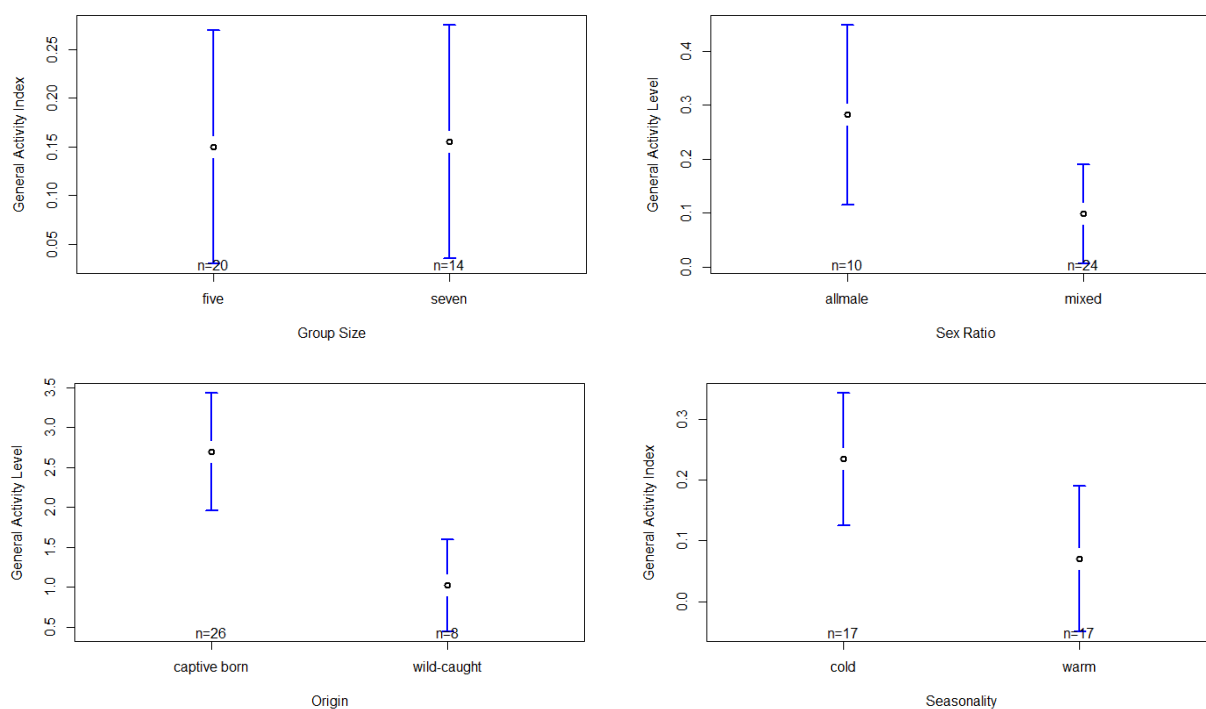 General Activity Index
0.05 0.10 0.15 0.20 0.25
n=20 n=14
five seven
Group Size
General Activity Level
0.0 0.1 0.2 0.3 0.4
n=10 n=24
allmale mixed
Sex Ratio
General Activity Level
0.5 1.0 1.5 2.0 2.5 3.0 3.5
n=26 n=8
captive born wild-caught
Origin
General Activity Index
0.0 0.1 0.2 0.3
n=17 n=17
cold warm
Seasonality